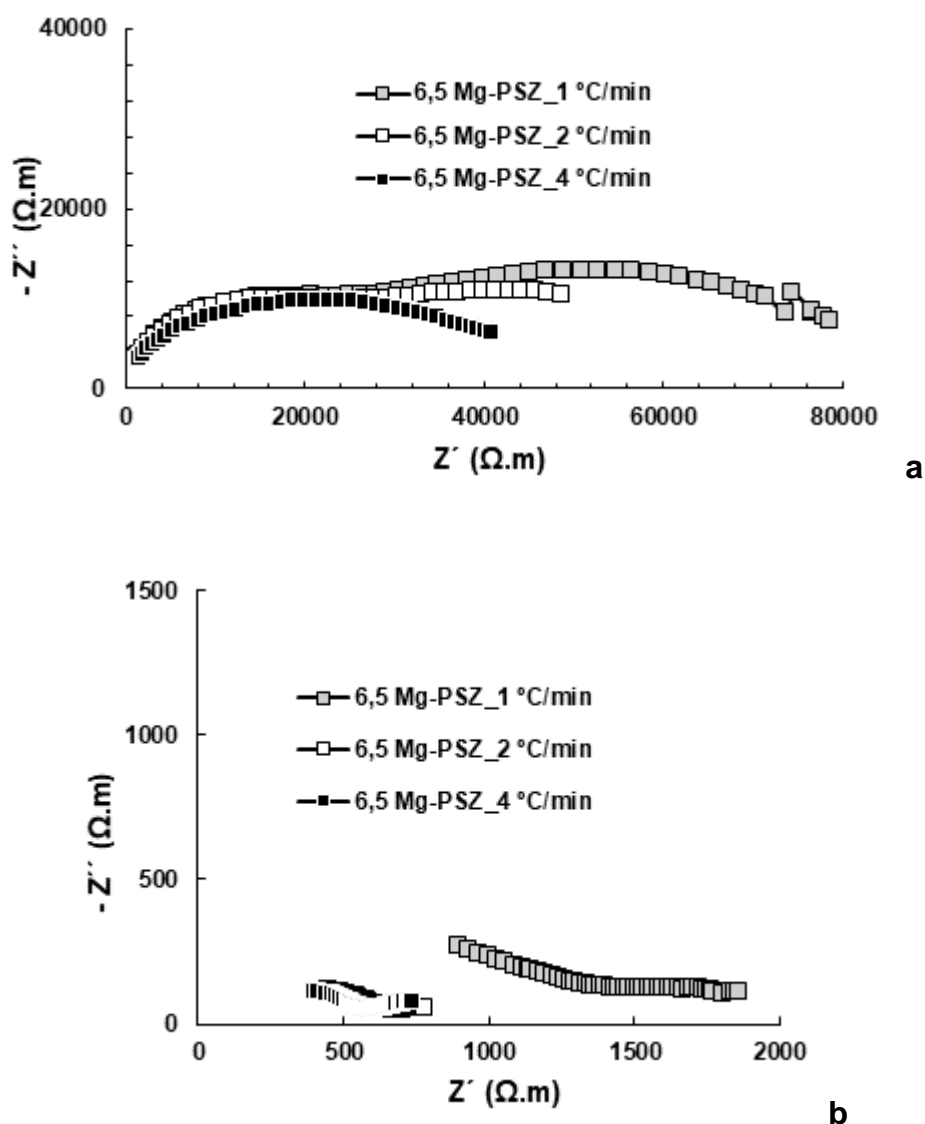 40000
6,5 Mg-PSZ_1 °C/min
6,5 Mg-PSZ_2 °C/min
6,5 Mg-PSZ_4 °C/min
- Z´´ (Ω.m)
20000
0
0 20000 40000 60000 80000
Z´ (Ω.m)
a
1500
6,5 Mg-PSZ_1 °C/min
1000
6,5 Mg-PSZ_2 °C/min
6,5 Mg-PSZ_4 °C/min
- Z´´ (Ω.m)
500
0
0 500 1000 1500 2000
Z´ (Ω.m)
b